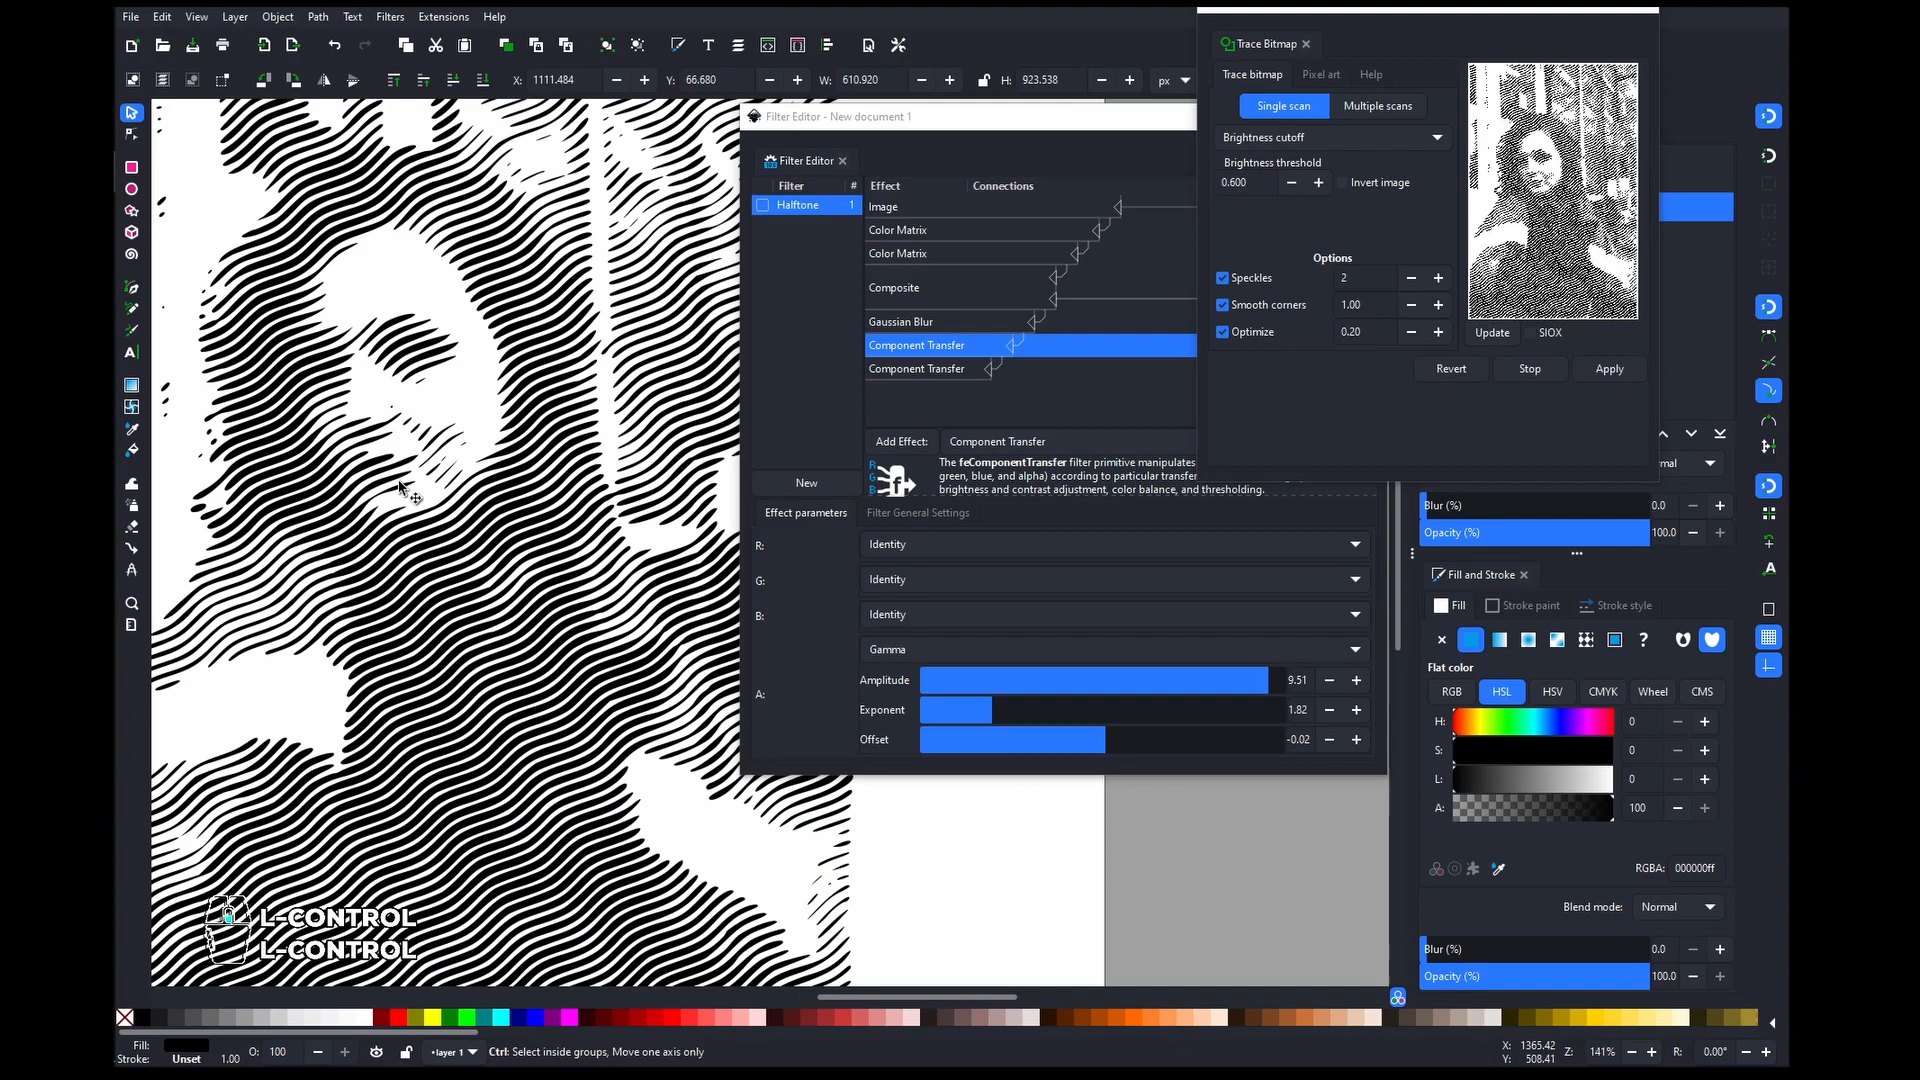 File Edit View Layer Object Path Text Filters Extensions Help
X: 1111.484 Y: 66.680 W: 610.920 H: 923.538 px
Trace Bitmap
Trace bitmap Pixel art Help
Single scan Multiple scans
Brightness cutoff
Brightness threshold
0.600 Invert image
Options
Speckles 2
Smooth corners 1.00
Optimize 0.20
Update SIOX
Revert Stop Apply
Filter Editor - New document 1
Filter Editor
Filter # Effect Connections
Halftone 1
Image
Color Matrix
Color Matrix
Composite
Gaussian Blur
Component Transfer
Component Transfer
Add Effect: Component Transfer
New
The feComponentTransfer filter primitive manipulates
green, blue, and alpha) according to particular transfer
brightness and contrast adjustment, color balance, and thresholding.
Effect parameters Filter General Settings
R: Identity
G: Identity
B: Identity
A: Gamma
Amplitude 9.51
Exponent 1.82
Offset -0.02
Blur (%) 0.0
Opacity (%) 100.0
Fill and Stroke
Fill Stroke paint Stroke style
Flat color
RGB HSL HSV CMYK Wheel CMS
H: 0
S: 0
L: 0
A: 100
RGBA: 000000ff
Blend mode: Normal
Blur (%) 0.0
Opacity (%) 100.0
L-CONTROL
L-CONTROL
Fill:
Stroke: Unset 1.00 O: 100 layer 1 Ctrl: Select inside groups, Move one axis only
X: 1365.42
Y: 508.41
Z: 141% R: 0.00°